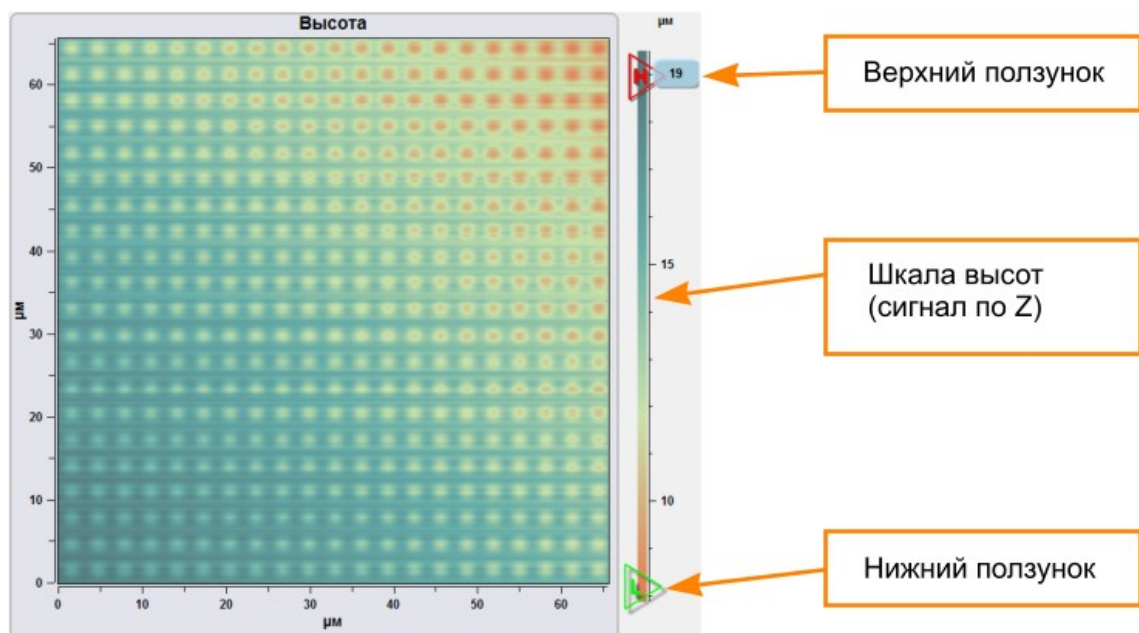 Высота
µм
60
50
40
30
20
10
0
µм
0 10 20 30 40 50 60
µм
19
15
10
H
L
Верхний ползунок
Шкала высот
(сигнал по Z)
Нижний ползунок